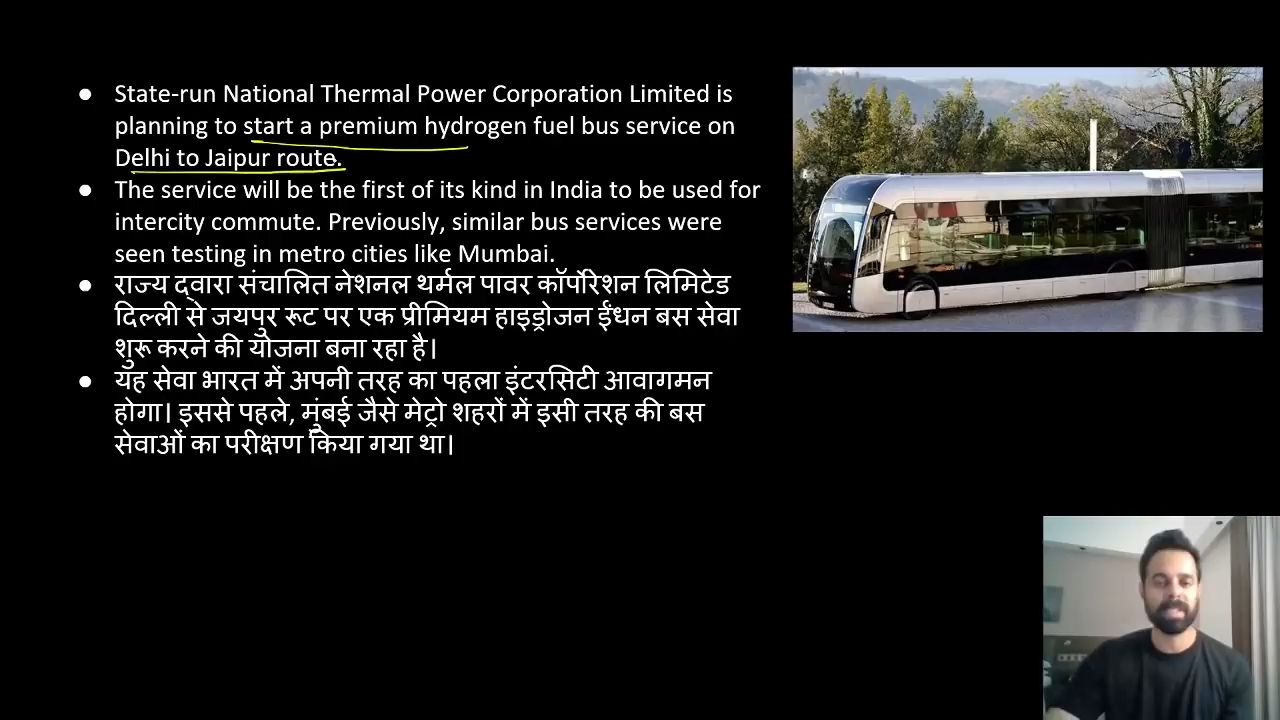 ● State-run National Thermal Power Corporation Limited is
planning to start a premium hydrogen fuel bus service on
Delhi to Jaipur route.
● The service will be the first of its kind in India to be used for
intercity commute. Previously, similar bus services were
seen testing in metro cities like Mumbai.
● राज्य द्वारा संचालित नेशनल थर्मल पावर कॉर्पोरेशन लिमिटेड
दिल्ली से जयपुर रूट पर एक प्रीमियम हाइड्रोजन ईंधन बस सेवा
शुरू करने की योजना बना रहा है।
● यह सेवा भारत में अपनी तरह का पहला इंटरसिटी आवागमन
होगा। इससे पहले, मुंबई जैसे मेट्रो शहरों में इसी तरह की बस
सेवाओं का परीक्षण किया गया था।